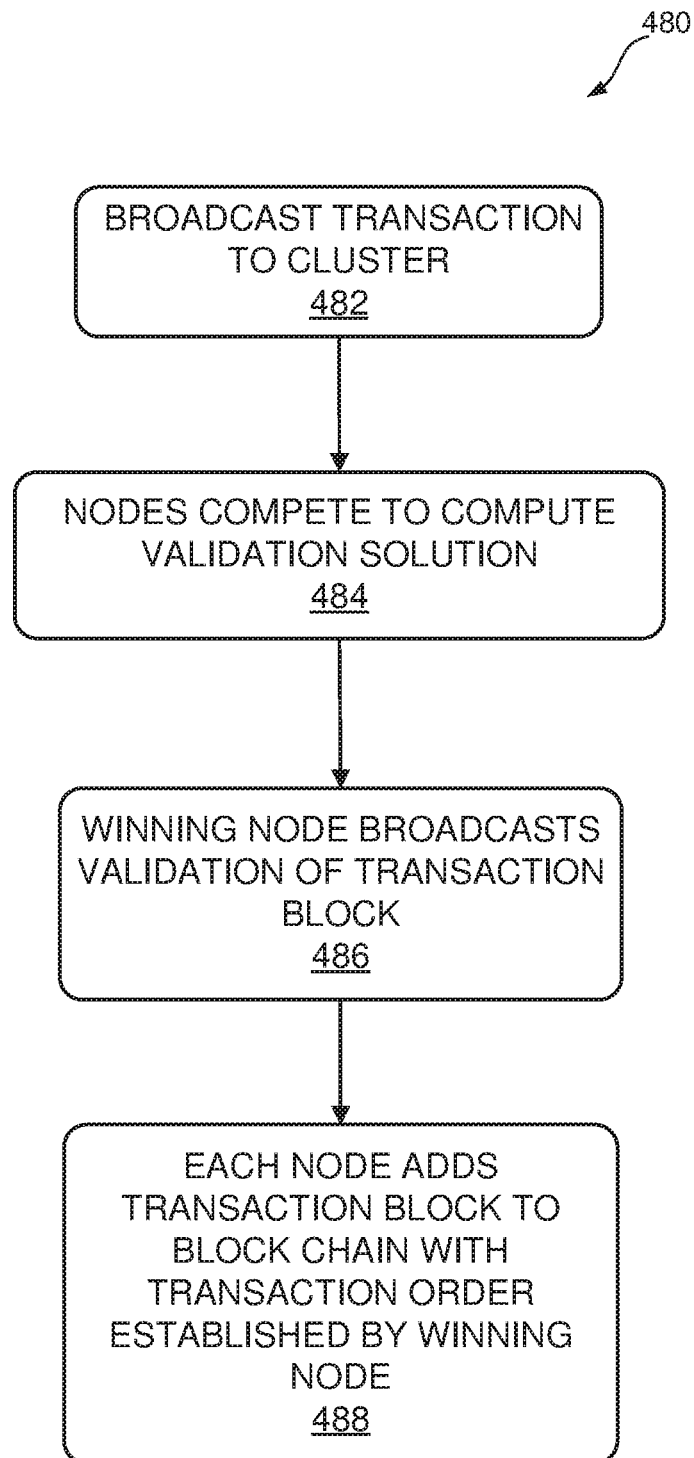 480
BROADCAST TRANSACTION
TO CLUSTER
482
NODES COMPETE TO COMPUTE
VALIDATION SOLUTION
484
WINNING NODE BROADCASTS
VALIDATION OF TRANSACTION
BLOCK
486
EACH NODE ADDS
TRANSACTION BLOCK TO
BLOCK CHAIN WITH
TRANSACTION ORDER
ESTABLISHED BY WINNING
NODE
488